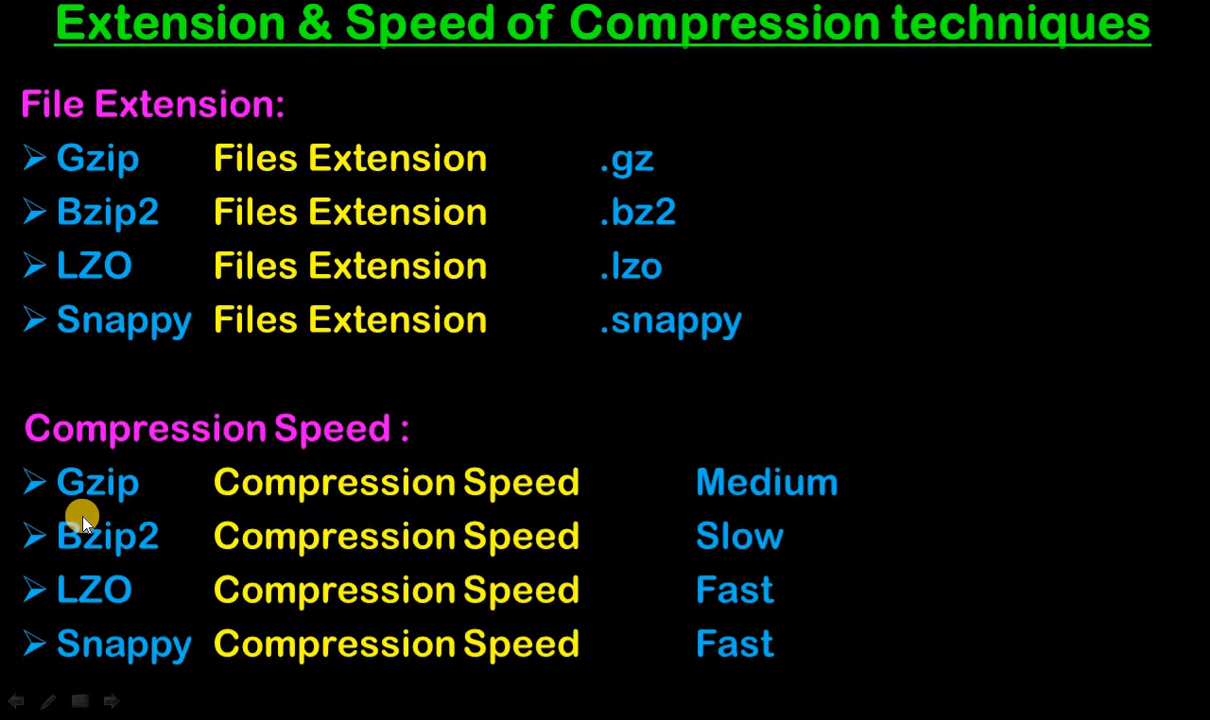 Extension & Speed of Compression techniques
File Extension:
Gzip Files Extension .gz
Bzip2 Files Extension .bz2
LZO Files Extension .lzo
Snappy Files Extension .snappy
Compression Speed :
Gzip Compression Speed Medium
Bzip2 Compression Speed Slow
LZO Compression Speed Fast
Snappy Compression Speed Fast